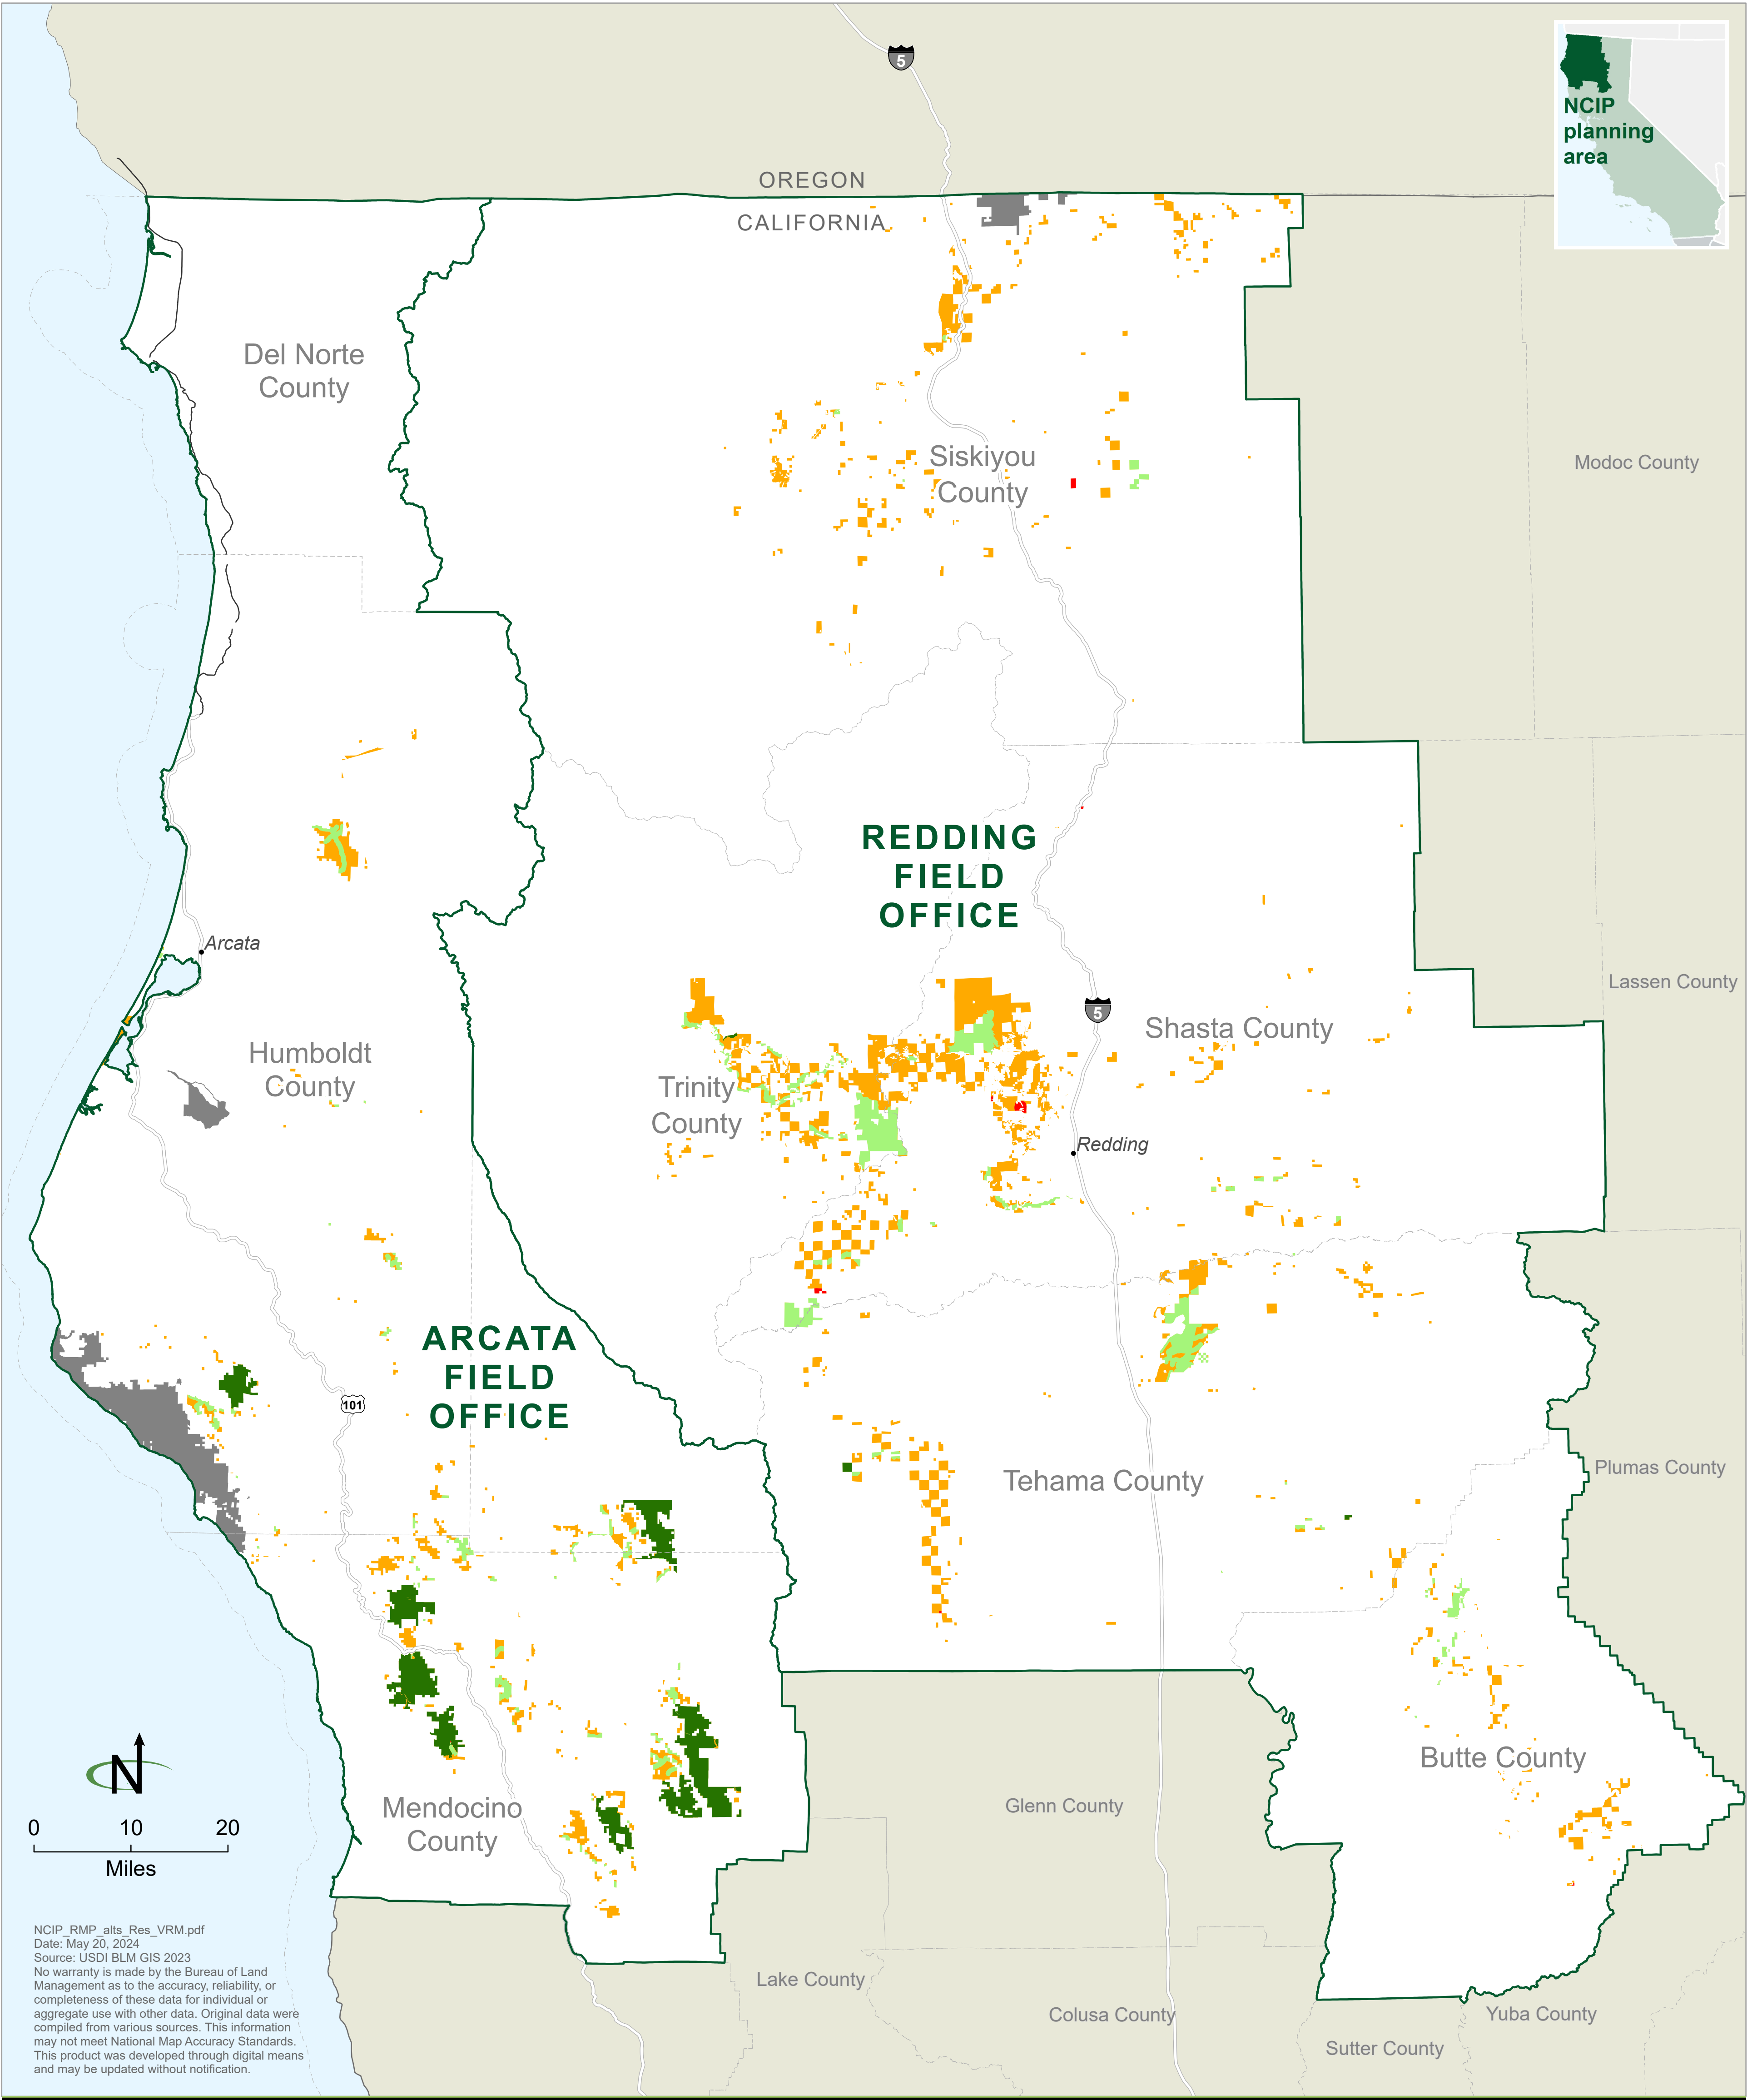 5
NCIP
planning
area
OREGON
CALIFORNIA
Del Norte
County
Siskiyou
County
Modoc County
REDDING
FIELD
OFFICE
Arcata
Lassen County
5
Shasta County
Humboldt
County
Trinity
County
Redding
ARCATA
FIELD
OFFICE
101
Plumas County
Tehama County
Butte County
N
Mendocino
County
Glenn County
0 10 20
Miles
NCIP_RMP_alts_Res_VRM.pdf
Date: May 20, 2024
Source: USDI BLM GIS 2023
No warranty is made by the Bureau of Land
Management as to the accuracy, reliability, or
completeness of these data for individual or
aggregate use with other data. Original data were
compiled from various sources. This information
may not meet National Map Accuracy Standards.
This product was developed through digital means
and may be updated without notification.
Lake County
Colusa County
Yuba County
Sutter County